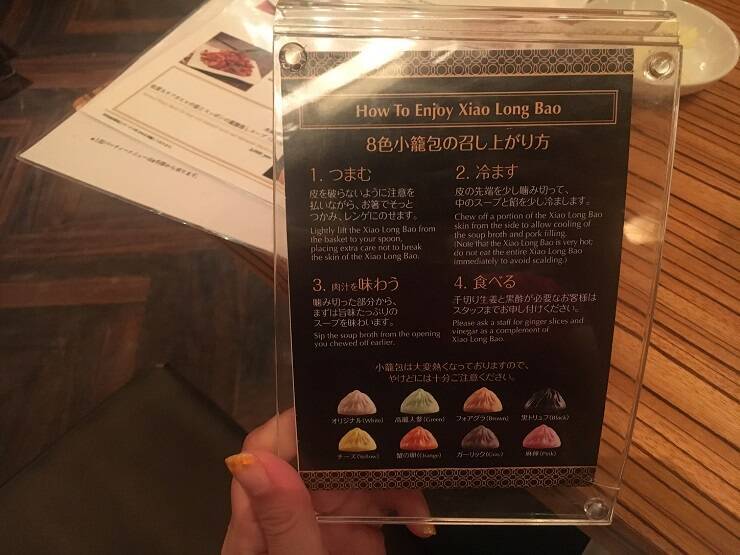 How To Enjoy Xiao Long Bao
8色小籠包の召し上がり方
1. つまむ
皮を破らないように注意を
払いながら、お箸でそっと
つかみ、レンゲにのせます。
Lightly lift the Xiao Long Bao from
the basket to your spoon,
placing extra care not to break
the skin of the Xiao Long Bao.
2. 冷ます
皮の先端を少し噛み切って、
中のスープと餡を少し冷まします。
Chew off a portion of the Xiao Long Bao
skin from the side to allow cooling of
the soup broth and pork filling.
(Note that the Xiao Long Bao is very hot;
do not eat the entire Xiao Long Bao
immediately to avoid scalding.)
3. 肉汁を味わう
噛み切った部分から、
まずは旨味たっぷりの
スープを味わいます。
Sip the soup broth from the opening
you chewed off earlier.
4. 食べる
千切り生姜と黒酢が必要なお客様は
スタッフまでお申し付けください。
Please ask a staff for ginger slices and
vinegar as a complement of
Xiao Long Bao.
小籠包は大変熱くなっておりますので、
やけどには十分ご注意ください。
オリジナル(White)
高麗人参(Green)
フォアグラ(Brown)
黒トリュフ(Black)
チーズ(Yellow)
蟹の卵(Orange)
ガーリック(Gray)
麻辣(Pink)